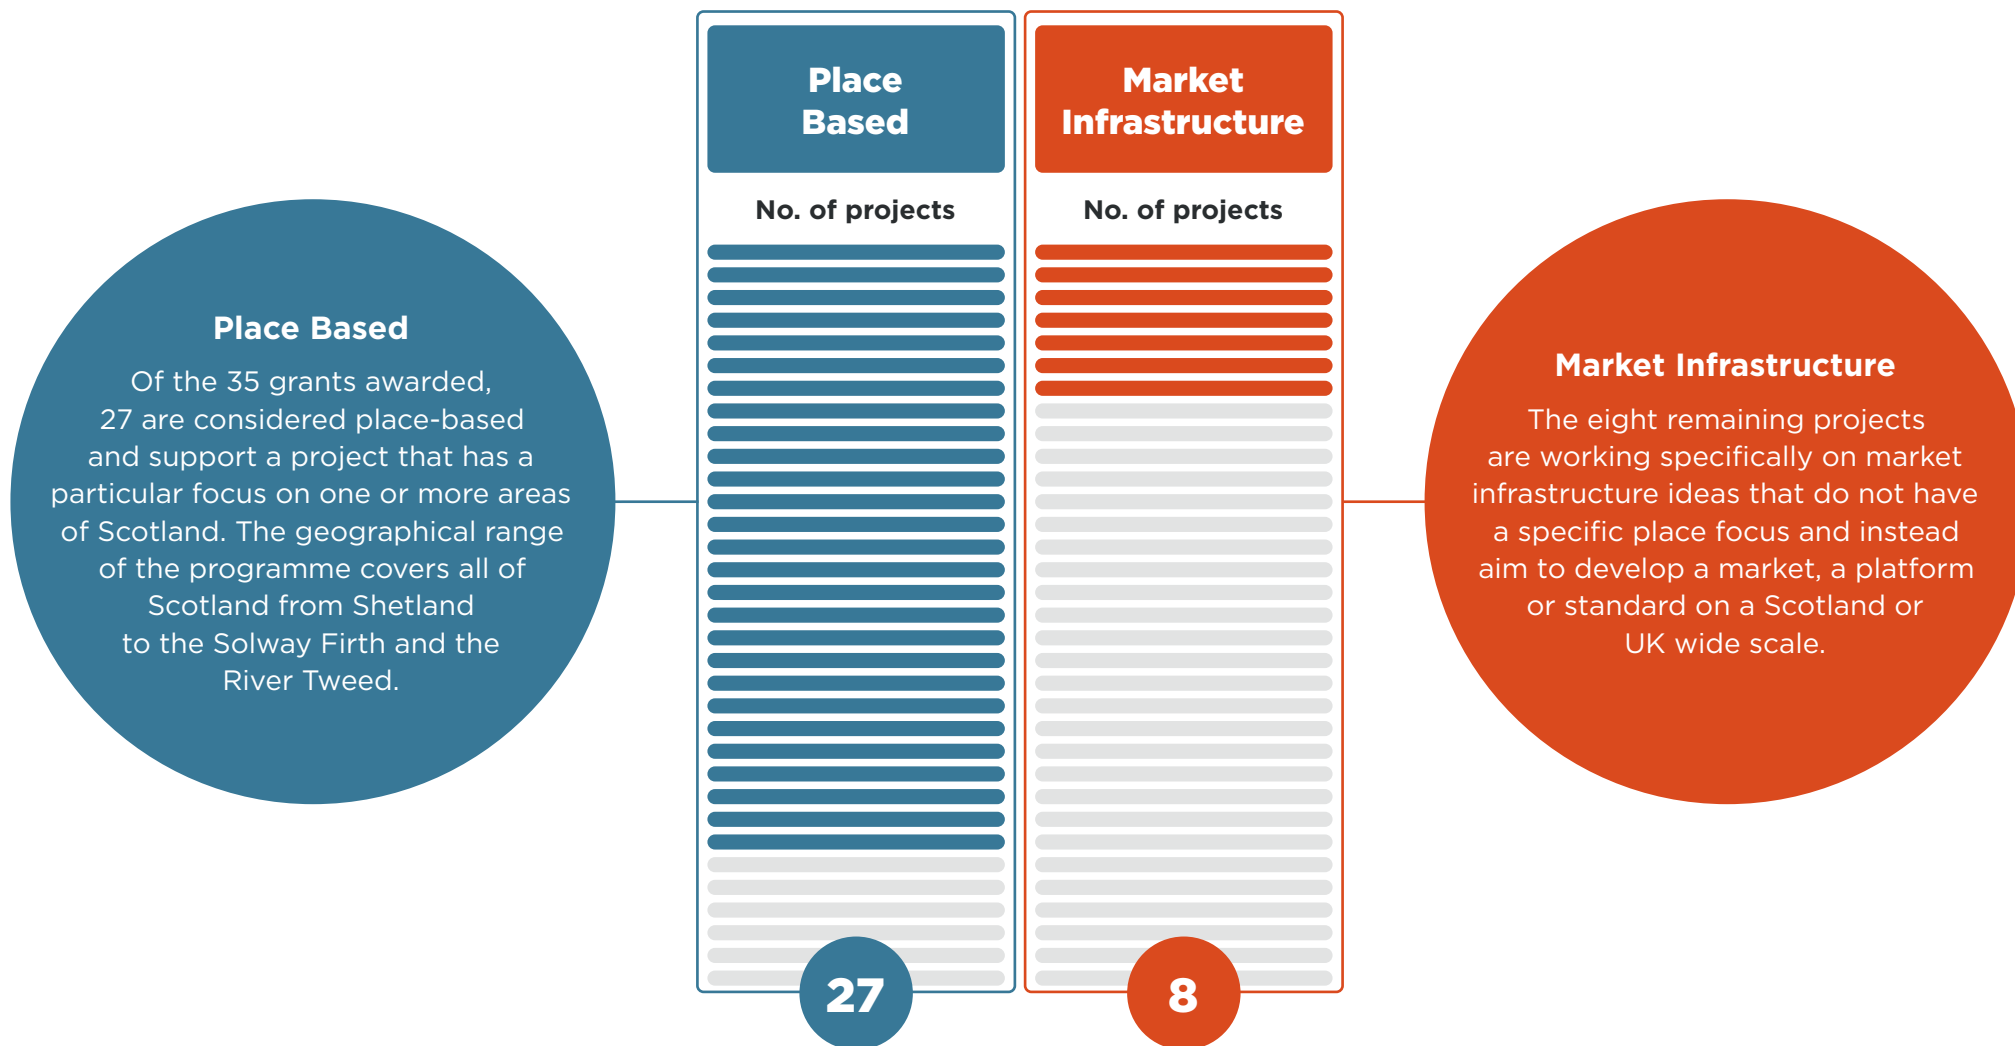 Place
Based
No. of projects
27
Market
Infrastructure
No. of projects
8
Place Based
Of the 35 grants awarded,
27 are considered place-based
and support a project that has a
particular focus on one or more areas
of Scotland. The geographical range
of the programme covers all of
Scotland from Shetland
to the Solway Firth and the
River Tweed.
Market Infrastructure
The eight remaining projects
are working specifically on market
infrastructure ideas that do not have
a specific place focus and instead
aim to develop a market, a platform
or standard on a Scotland or
UK wide scale.